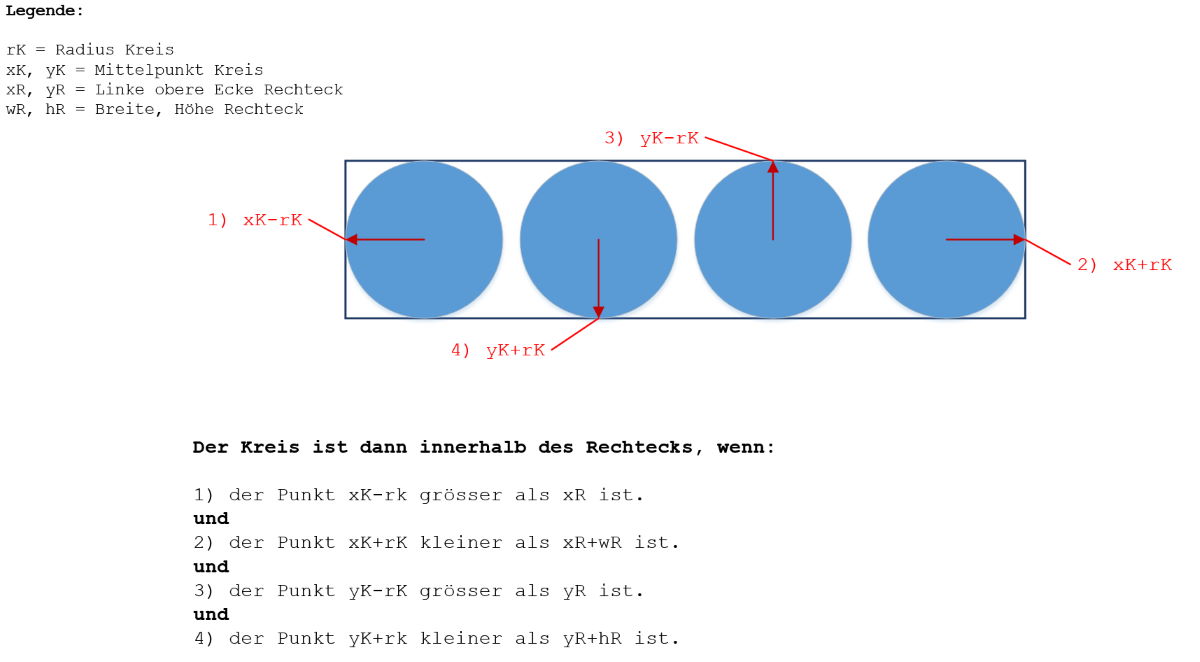 Legende:
rK = Radius Kreis
xK, yK = Mittelpunkt Kreis
xR, yR = Linke obere Ecke Rechteck
wR, hR = Breite, Höhe Rechteck
3) yK-rK
1) xK-rK
2) xK+rK
4) yK+rK
Der Kreis ist dann innerhalb des Rechtecks, wenn:
1) der Punkt xK-rk grösser als xR ist.
und
2) der Punkt xK+rK kleiner als xR+wR ist.
und
3) der Punkt yK-rK grösser als yR ist.
und
4) der Punkt yK+rk kleiner als yR+hR ist.